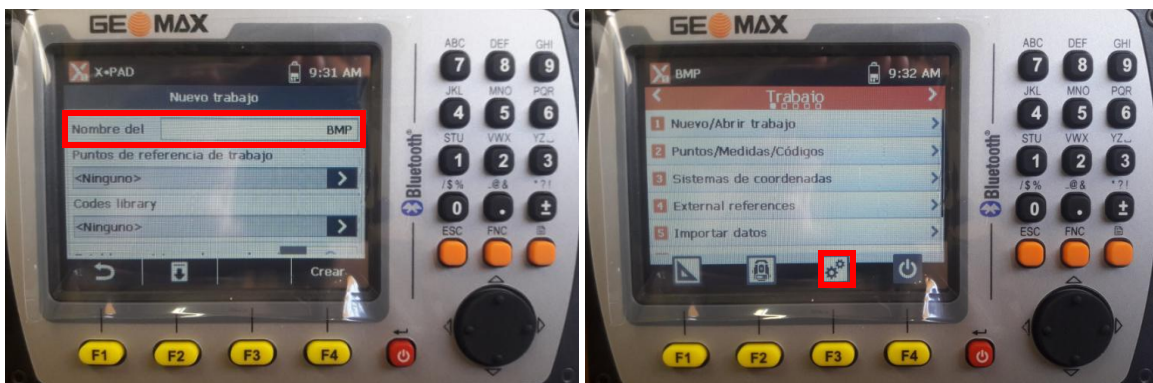 GEOMAX
X•PAD 9:31 AM
Nuevo trabajo
Nombre del BMP
Puntos de referencia de trabajo
<Ninguno>
Codes library
<Ninguno>
Crear
ABC DEF GHI
7 8 9
JKL MNO PQR
4 5 6
STU VWX YZ
1 2 3
/$% .@& *?!
0 . ±
ESC FNC
Bluetooth®
F1 F2 F3 F4
GEOMAX
BMP 9:32 AM
Trabajo
1 Nuevo/Abrir trabajo
2 Puntos/Medidas/Códigos
3 Sistemas de coordenadas
4 External references
5 Importar datos
ABC DEF GHI
7 8 9
JKL MNO PQR
4 5 6
STU VWX YZ
1 2 3
/$% .@& *?!
0 . ±
ESC FNC
Bluetooth®
F1 F2 F3 F4